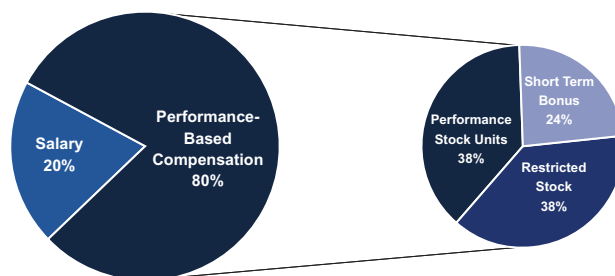 Performance-
Based
Compensation
80%
Salary
20%
Short Term
Bonus
24%
Performance
Stock Units
38%
Restricted
Stock
38%